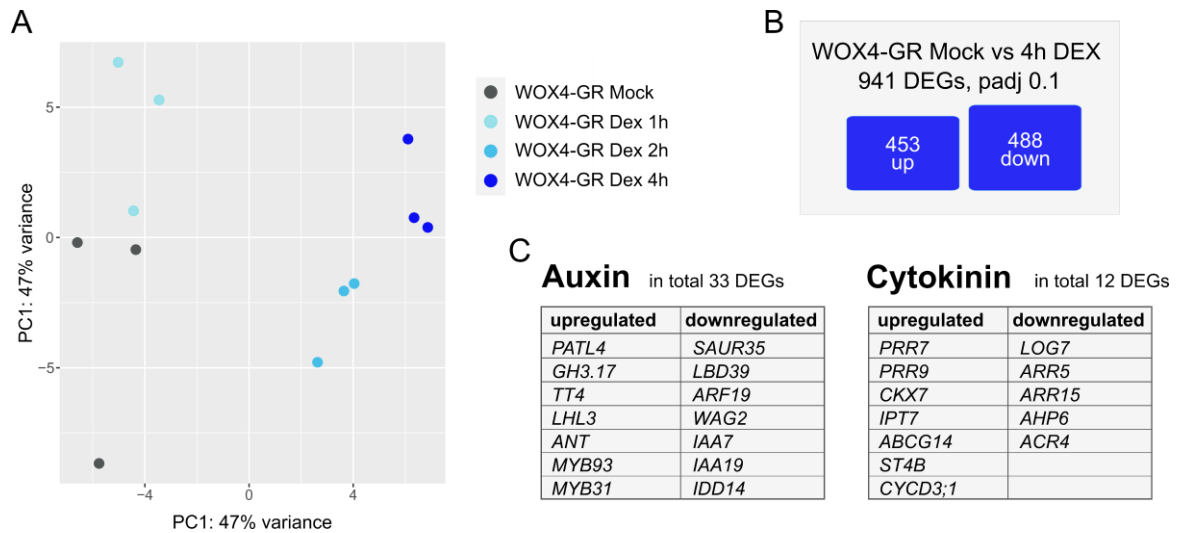 A
5
0
−5
−4
0
4
PC1: 47% variance
PC1: 47% variance
WOX4-GR Mock
WOX4-GR Dex 1h
WOX4-GR Dex 2h
WOX4-GR Dex 4h
B
WOX4-GR Mock vs 4h DEX
941 DEGs, padj 0.1
453
up
488
down
C
Auxin in total 33 DEGs
upregulated downregulated
PATL4 SAUR35
GH3.17 LBD39
TT4 ARF19
LHL3 WAG2
ANT IAA7
MYB93 IAA19
MYB31 IDD14
Cytokinin in total 12 DEGs
upregulated downregulated
PRR7 LOG7
PRR9 ARR5
CKX7 ARR15
IPT7 AHP6
ABCG14 ACR4
ST4B
CYCD3;1